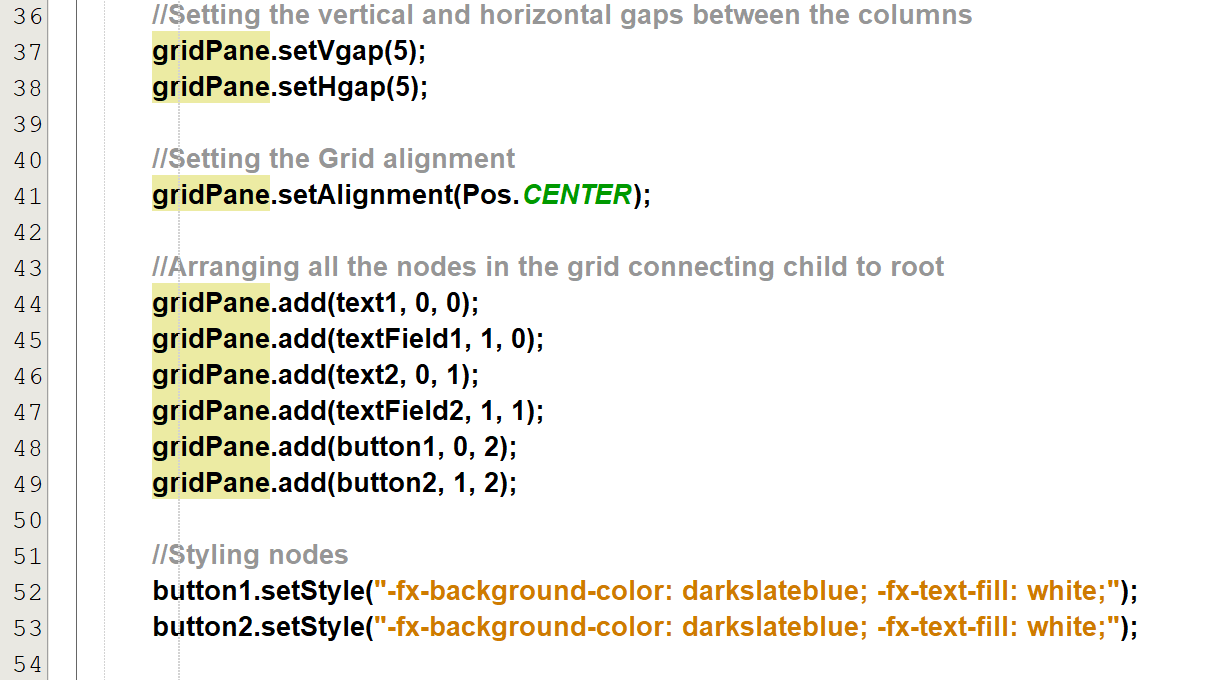 36 //Setting the vertical and horizontal gaps between the columns
37 gridPane.setVgap(5);
38 gridPane.setHgap(5);
39
40 //Setting the Grid alignment
41 gridPane.setAlignment(Pos.CENTER);
42
43 //Arranging all the nodes in the grid connecting child to root
44 gridPane.add(text1, 0, 0);
45 gridPane.add(textField1, 1, 0);
46 gridPane.add(text2, 0, 1);
47 gridPane.add(textField2, 1, 1);
48 gridPane.add(button1, 0, 2);
49 gridPane.add(button2, 1, 2);
50
51 //Styling nodes
52 button1.setStyle("-fx-background-color: darkslateblue; -fx-text-fill: white;");
53 button2.setStyle("-fx-background-color: darkslateblue; -fx-text-fill: white;");
54